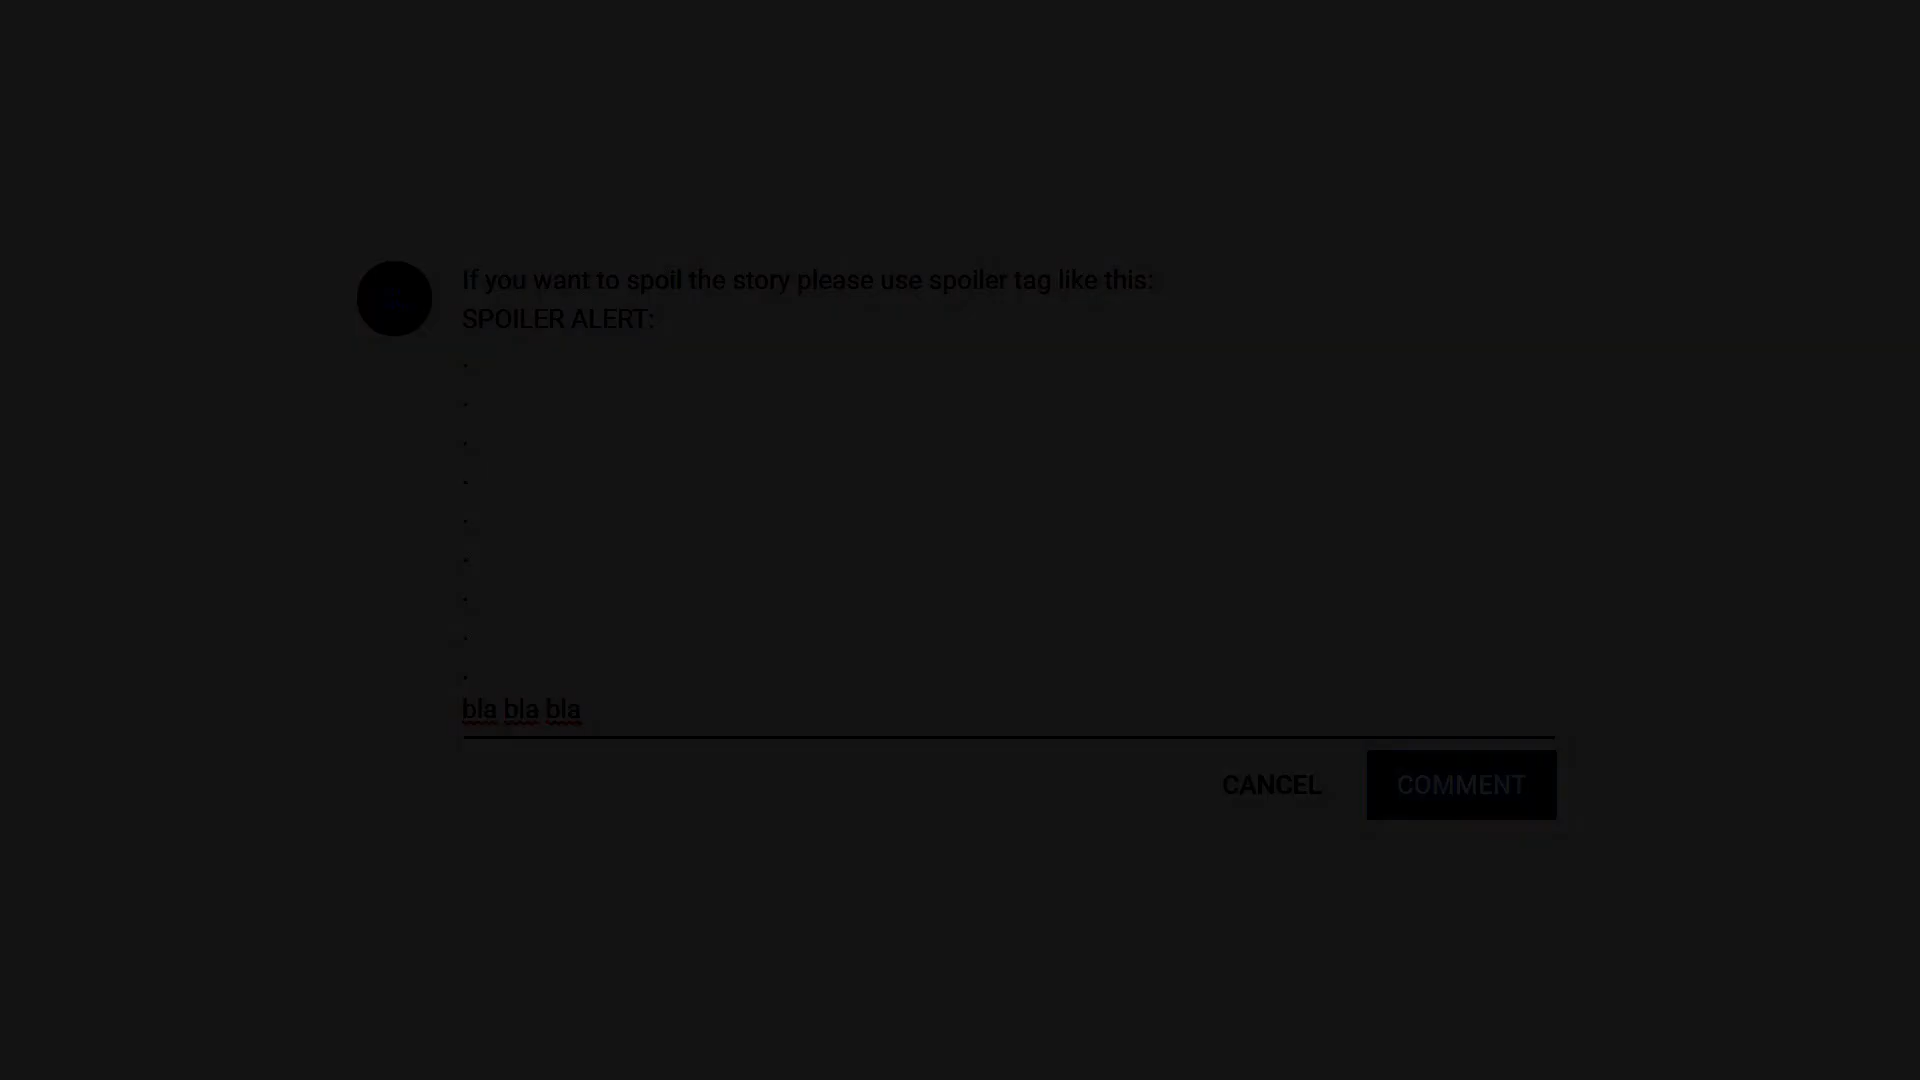 If you want to spoil the story please use spoiler tag like this:
SPOILER ALERT:
.
.
.
.
.
.
.
.
.
bla bla bla
CANCEL
COMMENT